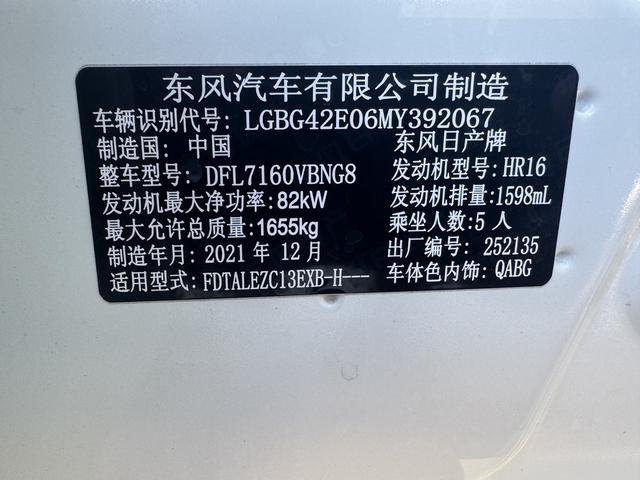 东风汽车有限公司制造
车辆识别代号: LGBG42E06MY392067
制造国: 中国 东风日产牌
整车型号: DFL7160VBNG8 发动机型号: HR16
发动机最大净功率: 82kW 发动机排量: 1598mL
最大允许总质量: 1655kg 乘坐人数: 5 人
制造年月: 2021 年 12 月 出厂编号: 252135
适用型式: FDTALEZC13EXB-H--- 车体色内饰: QABG